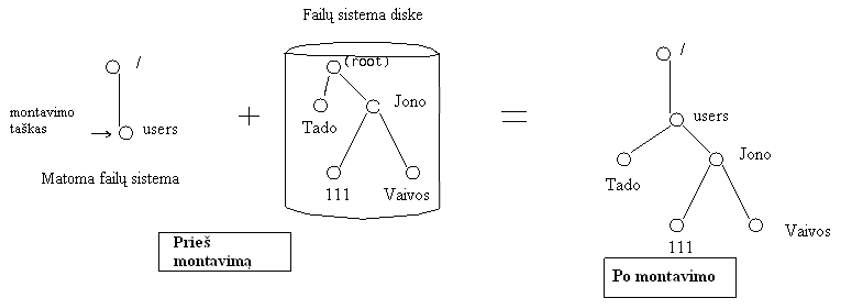 Failų sistema diske
/
(root)
/
montavimo
taškas
users
+
Tado
Jono
=
users
Matoma failų sistema
111
Vaivos
Tado
Jono
111
Vaivos
Prieš
montavimą
Po montavimo